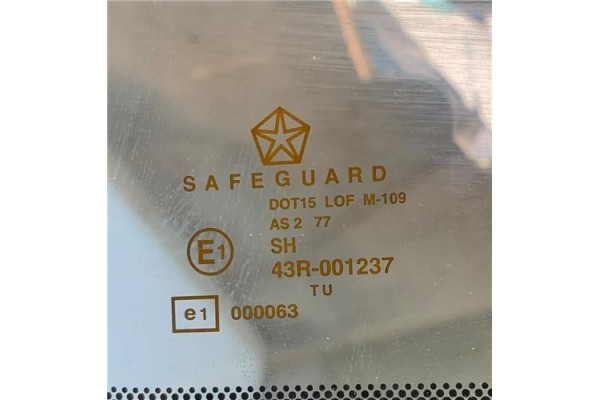 SAFEGUARD
DOT15 LOF M-109
AS 2 77
SH
E1
43R-001237
TU
e1 000063